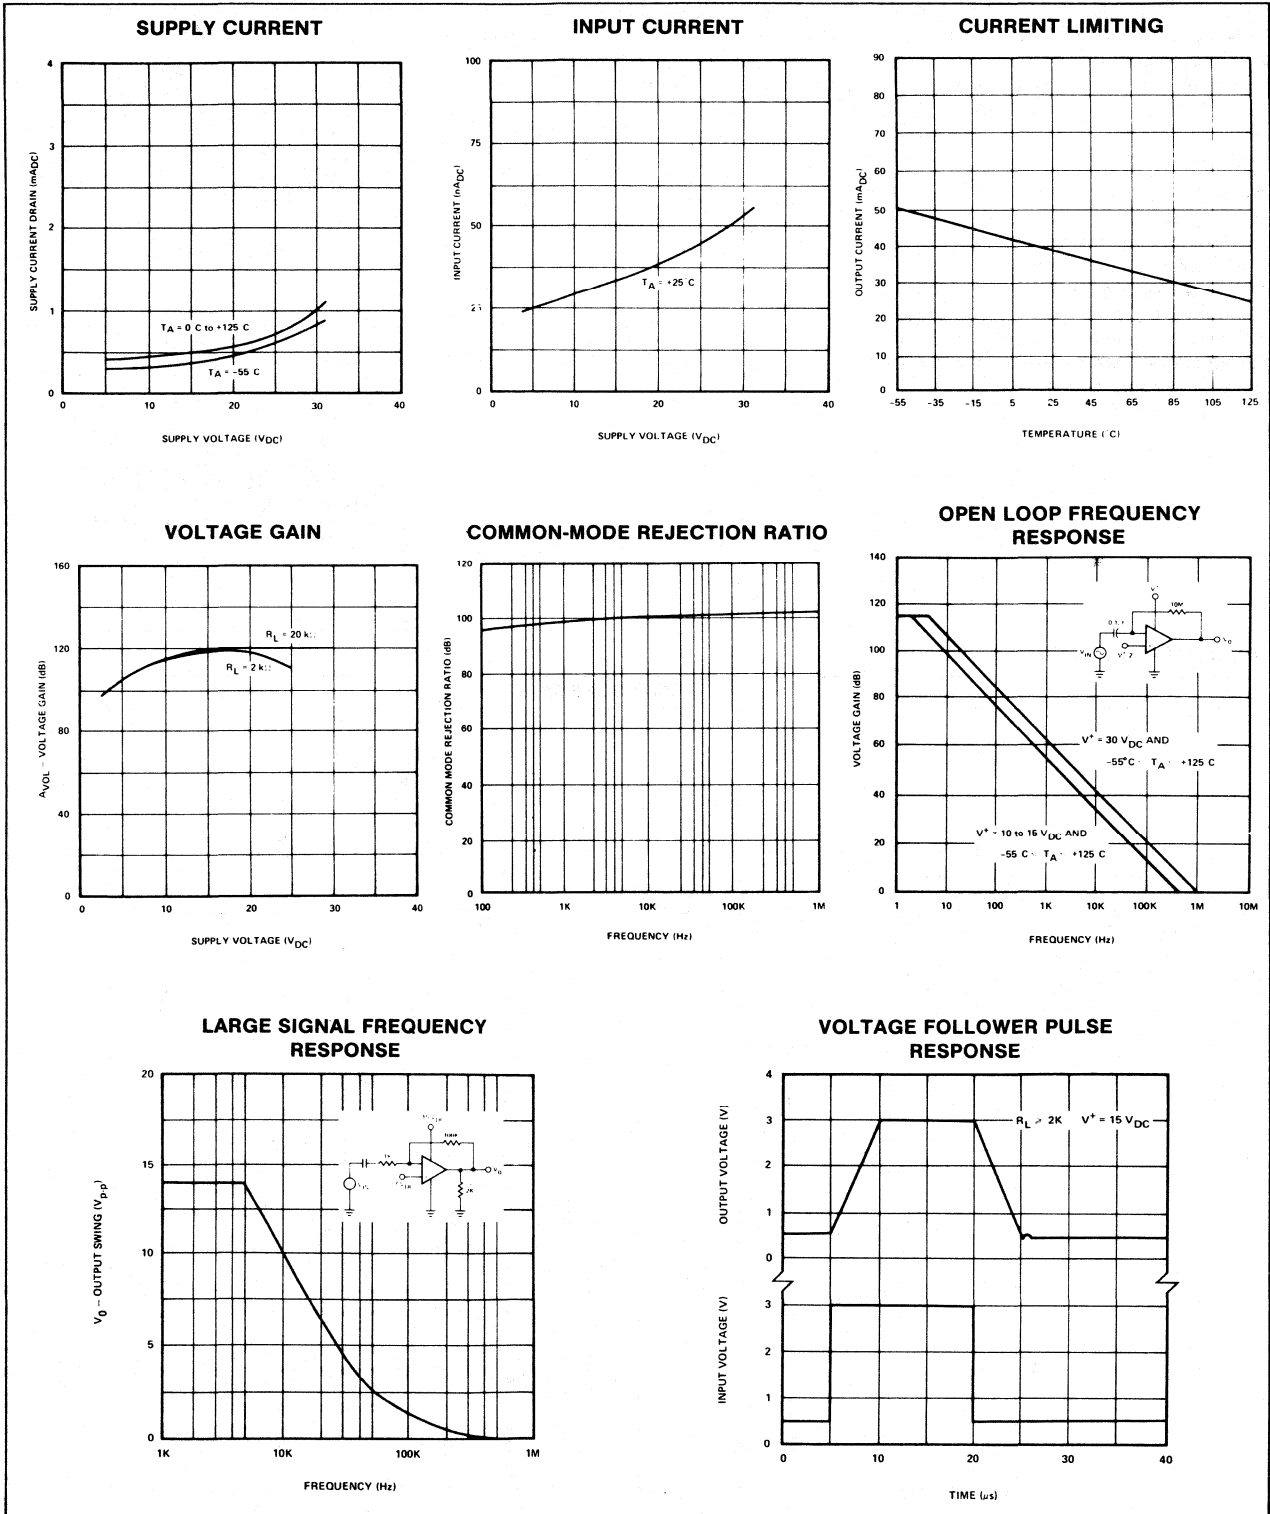 SUPPLY CURRENT
4
3
2
1
0
0
10
20
30
40
SUPPLY CURRENT DRAIN (mADC)
TA = 0 C to +125 C
TA = -55 C
SUPPLY VOLTAGE (VDC)
INPUT CURRENT
100
75
50
0
0
10
20
30
40
INPUT CURRENT (nADC)
TA = +25°C
SUPPLY VOLTAGE (VDC)
CURRENT LIMITING
90
80
70
60
50
40
30
20
10
0
-55
-35
-15
5
25
45
65
85
105
125
OUTPUT CURRENT (mADC)
TEMPERATURE (°C)
VOLTAGE GAIN
160
120
80
40
0
0
10
20
30
40
AVOL – VOLTAGE GAIN (dB)
RL = 20 k
RL = 2 k
SUPPLY VOLTAGE (VDC)
COMMON-MODE REJECTION RATIO
120
100
80
60
40
20
0
100
1K
10K
100K
1M
COMMON MODE REJECTION RATIO (dB)
FREQUENCY (Hz)
OPEN LOOP FREQUENCY
RESPONSE
140
120
100
80
60
40
20
0
1
10
100
1K
10K
100K
1M
10M
VOLTAGE GAIN (dB)
10M
VIN
V+ = 30 VDC AND
-55°C TA +125 C
V+ = 10 to 15 VDC AND
-55 C TA +125 C
FREQUENCY (Hz)
LARGE SIGNAL FREQUENCY
RESPONSE
20
15
10
5
0
1K
10K
100K
1M
V0 – OUTPUT SWING (Vp-p)
100K
1K
2K
FREQUENCY (Hz)
VOLTAGE FOLLOWER PULSE
RESPONSE
4
3
2
1
0
OUTPUT VOLTAGE (V)
RL ≥ 2K V+ = 15 VDC
3
2
1
0
INPUT VOLTAGE (V)
0
10
20
30
40
TIME (μs)